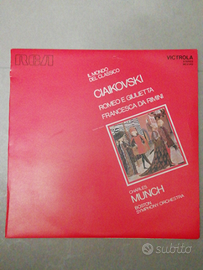 RCA
VICTROLA
IL MONDO
DEL CLASSICO
CIAIKOVSKI
ROMEO E GIULIETTA
FRANCESCA DA RIMINI
CHARLES
MUNCH
BOSTON
SYMPHONY ORCHESTRA
subito